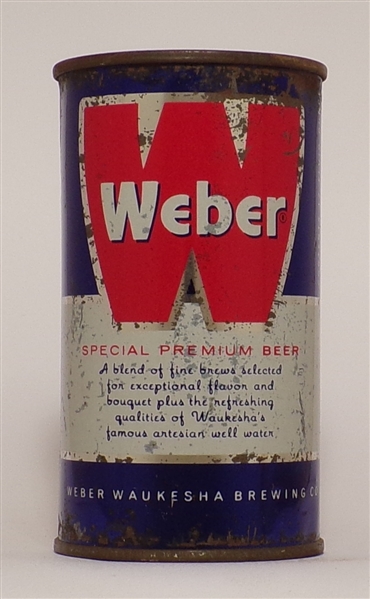 Weber
SPECIAL PREMIUM BEER
A blend of fine brews selected
for exceptional flavor and
bouquet plus the refreshing
qualities of Waukesha's
famous artesian well water
WEBER WAUKESHA BREWING CO